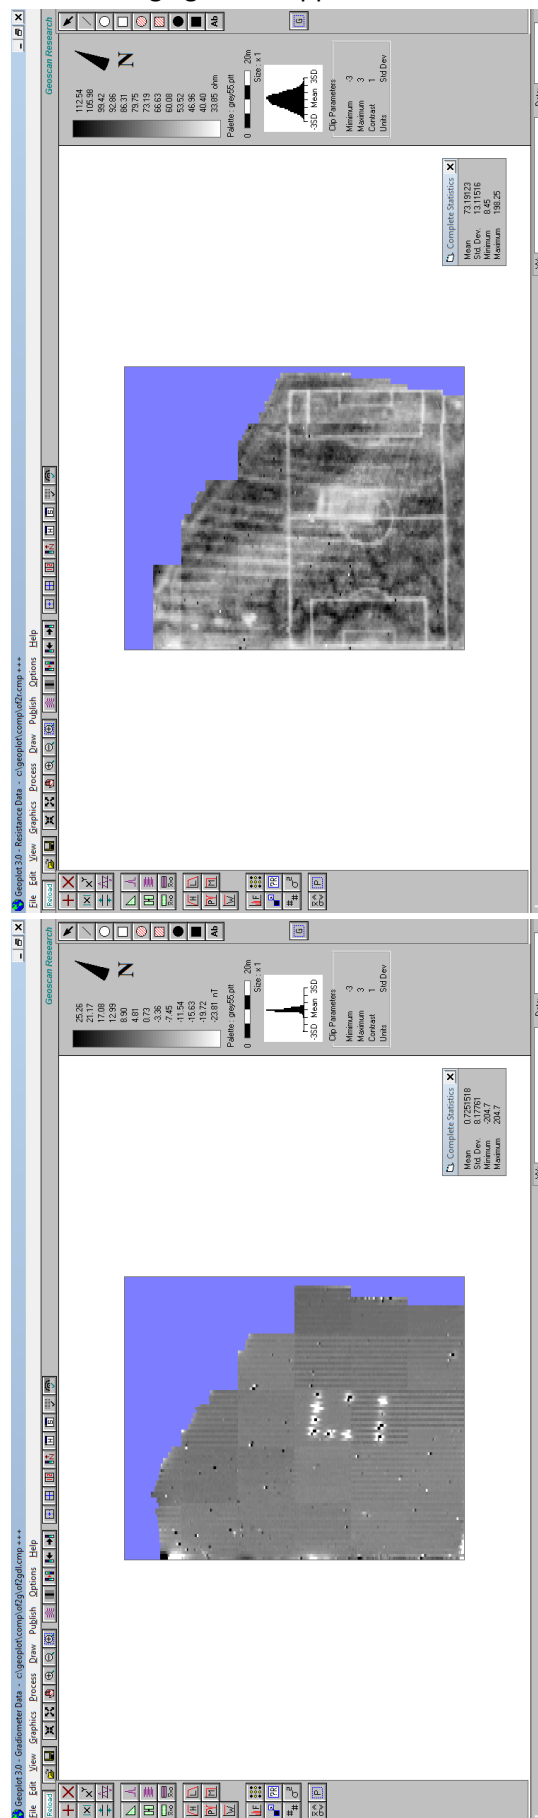 Geoplot 3.0 - Resistance Data - c:\geoplot\comp\of2r.cmp +++
File Edit View Graphics Process Draw Publish Options Help
Reload
Geoscan Research
N
112.54
105.98
99.42
92.86
86.31
79.75
73.19
66.63
60.08
53.52
46.96
40.40
33.85 ohm
Palette : grey55.plt
0 20m
Size : x 1
-3SD Mean 3SD
Clip Parameters
Minimum -3
Maximum 3
Contrast 1
Units Std Dev
Complete Statistics
Mean 73.19123
Std. Dev. 13.11516
Minimum 8.45
Maximum 198.25
Geoplot 3.0 - Gradiometer Data - c:\geoplot\comp\of2g\of2gdl.cmp +++
File Edit View Graphics Process Draw Publish Options Help
Reload
Geoscan Research
N
25.26
21.17
17.08
12.99
8.90
4.81
0.73
-3.36
-7.45
-11.54
-15.63
-19.72
-23.81 nT
Palette : grey55.plt
0 20m
Size : x 1
-3SD Mean 3SD
Clip Parameters
Minimum -3
Maximum 3
Contrast 1
Units Std Dev
Complete Statistics
Mean 0.7251518
Std. Dev. 8.17761
Minimum -204.7
Maximum 204.7